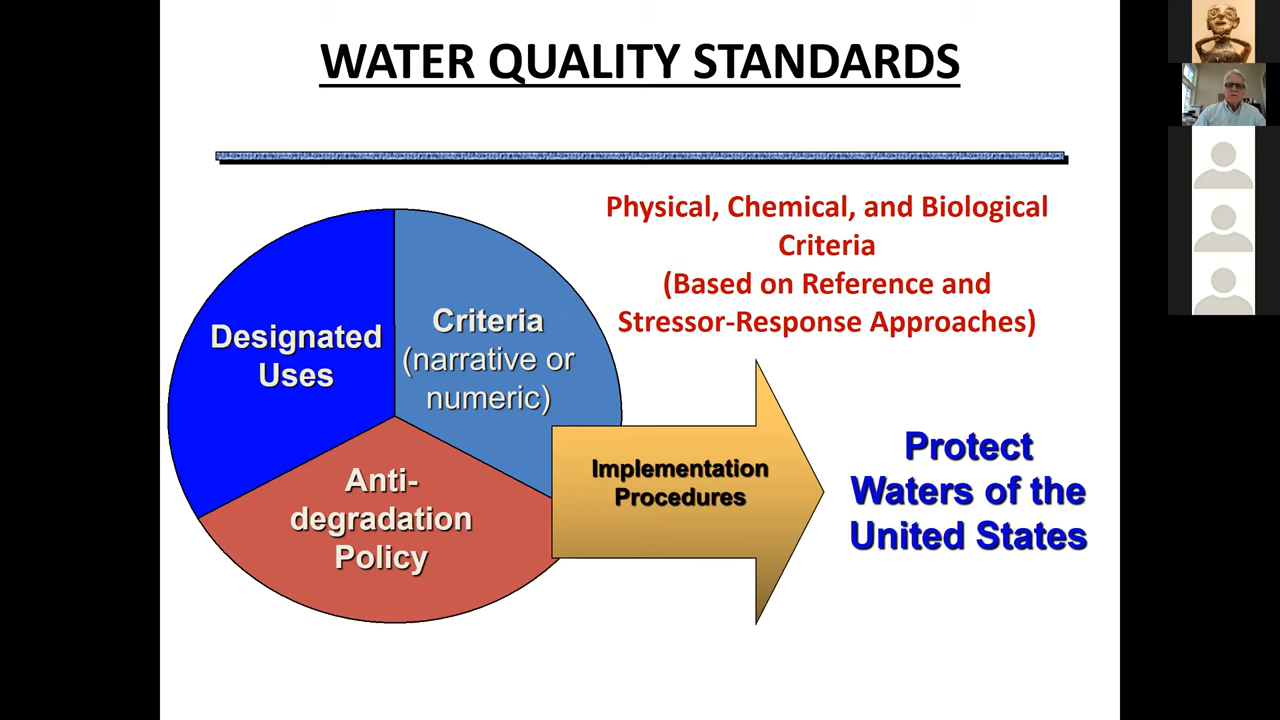 WATER QUALITY STANDARDS
Physical, Chemical, and Biological
Criteria
(Based on Reference and
Stressor-Response Approaches)
Designated
Uses
Criteria
(narrative or
numeric)
Anti-
degradation
Policy
Implementation
Procedures
Protect
Waters of the
United States